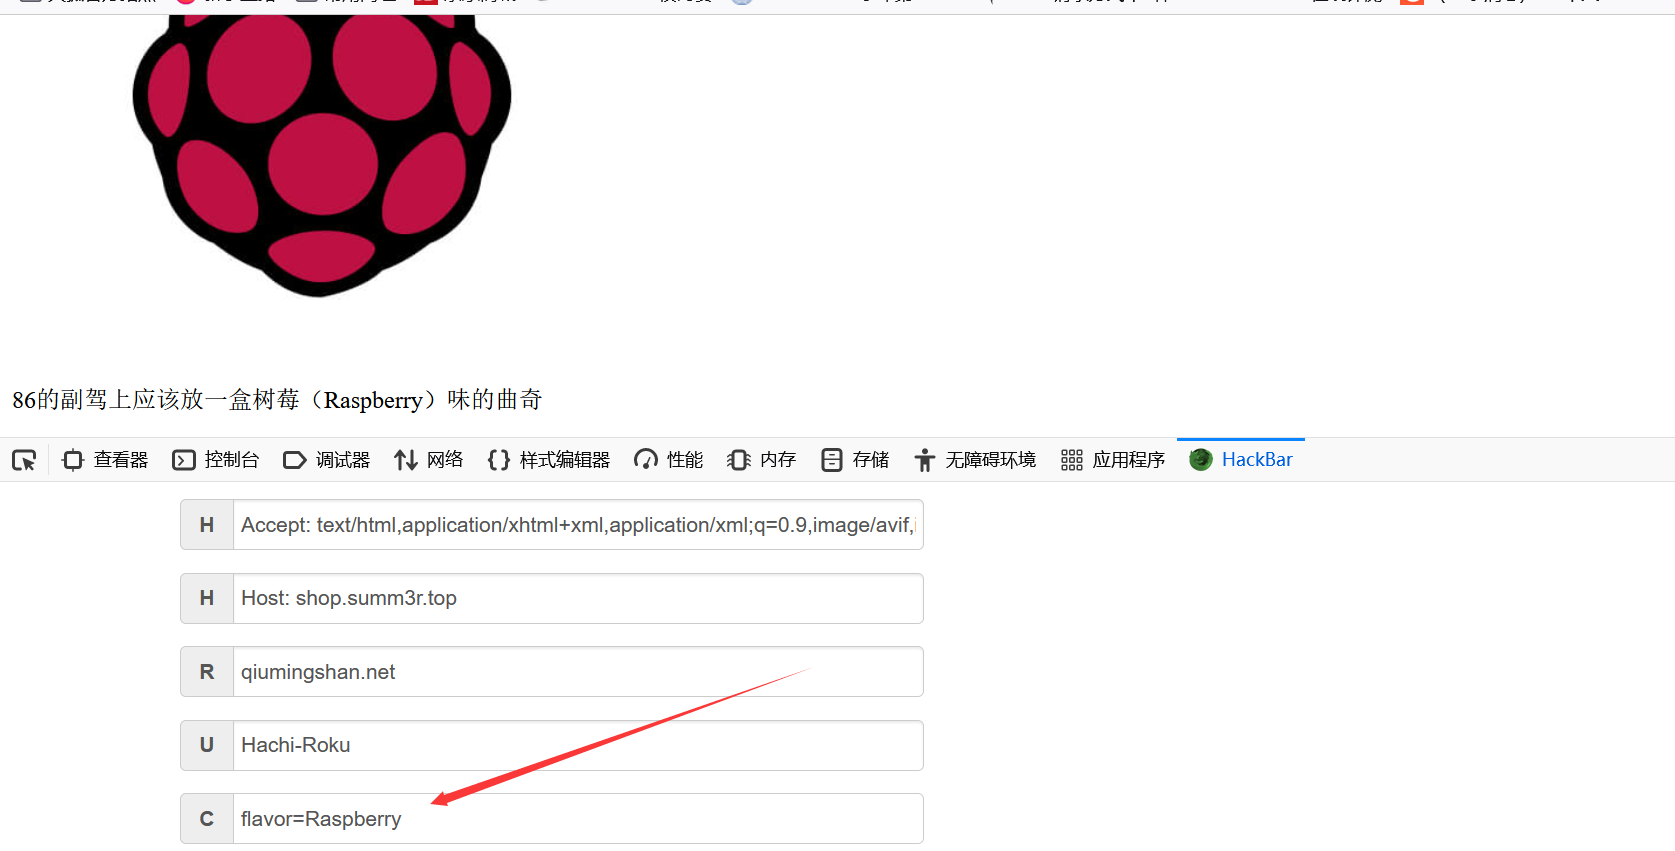 86的副驾上应该放一盒树莓（Raspberry）味的曲奇
查看器 控制台 调试器 网络 样式编辑器 性能 内存 存储 无障碍环境 应用程序 HackBar
H Accept: text/html,application/xhtml+xml,application/xml;q=0.9,image/avif,i
H Host: shop.summ3r.top
R qiumingshan.net
U Hachi-Roku
C flavor=Raspberry